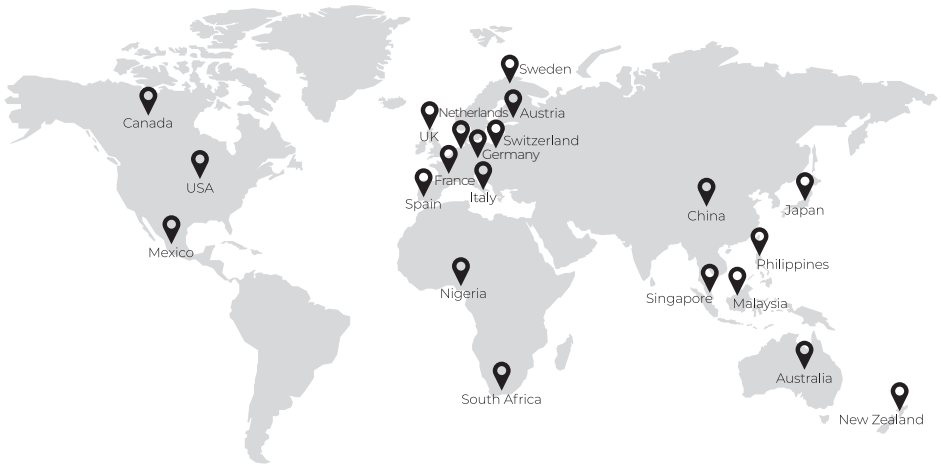 Sweden
Canada
Netherlands
Austria
UK
Switzerland
Germany
USA
France
Italy
Spain
China
Japan
Mexico
Philippines
Nigeria
Singapore
Malaysia
Australia
South Africa
New Zealand